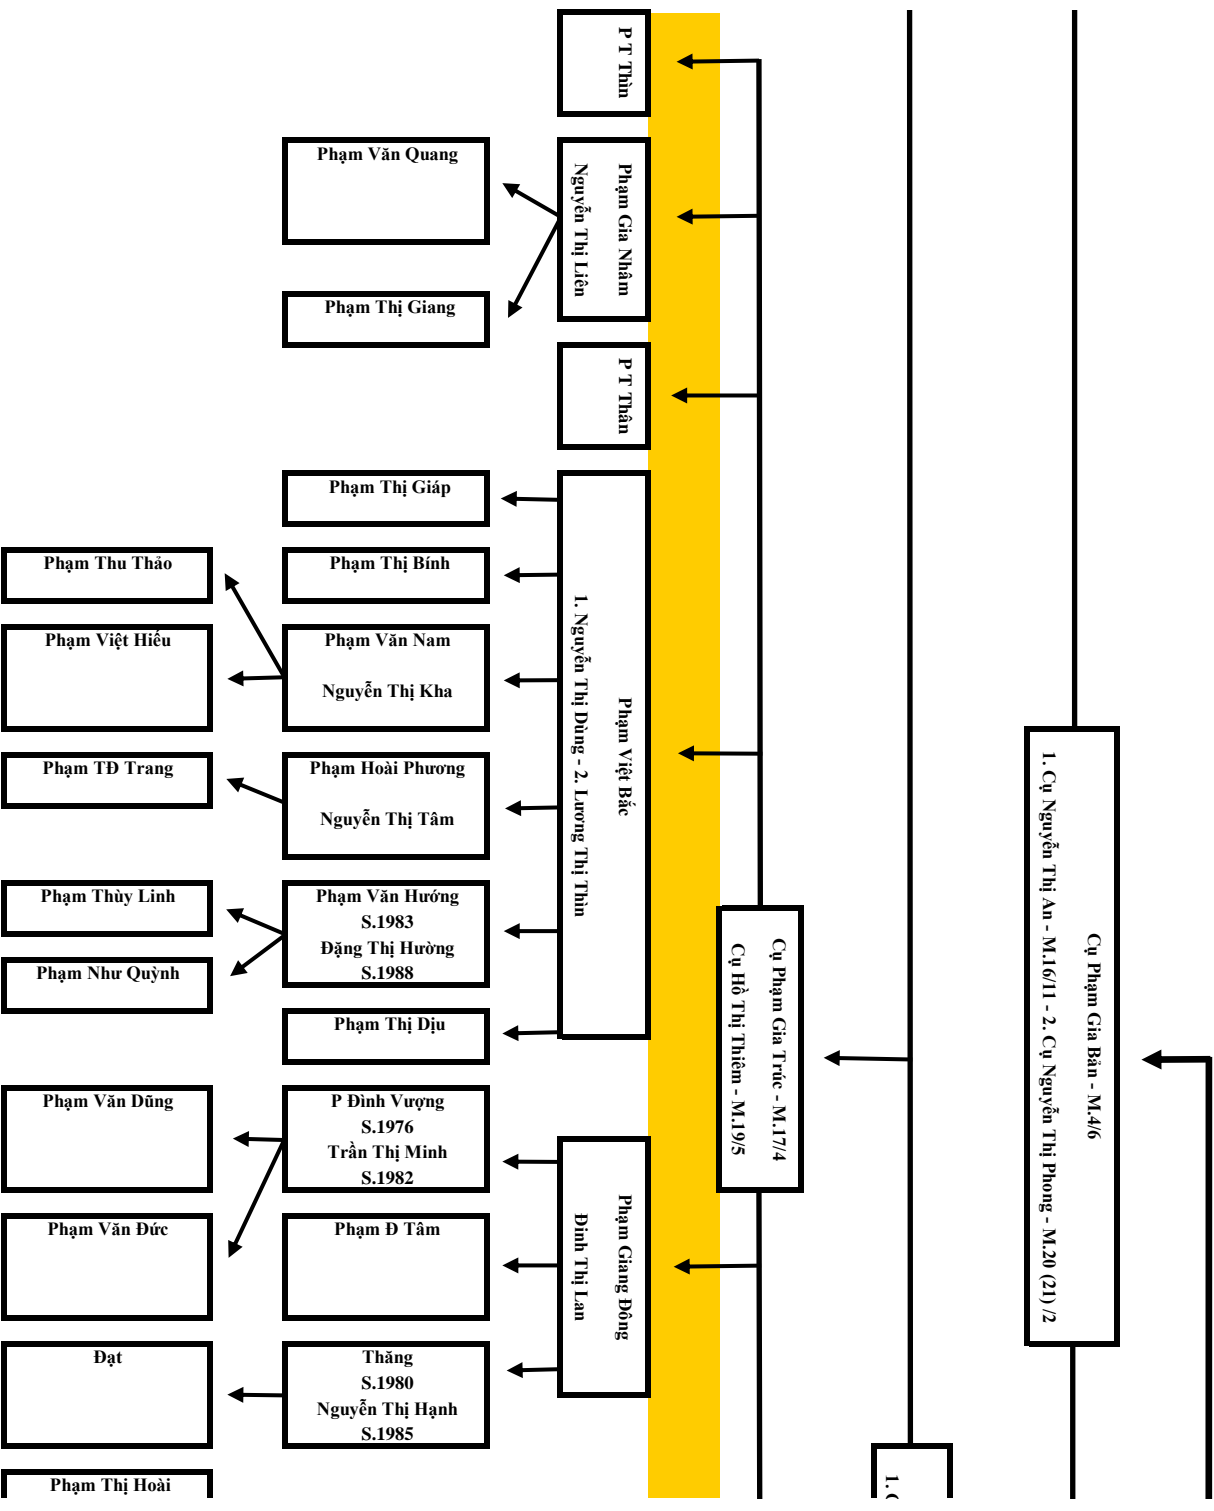 P T Thìn
Phạm Văn Quang
Phạm Gia Nhâm
Nguyễn Thị Liên
Phạm Thị Giang
P T Thân
Phạm Thị Giáp
Phạm Thu Thảo
Phạm Thị Bính
Phạm Việt Hiếu
Phạm Văn Nam
Nguyễn Thị Kha
Phạm Việt Bắc
1. Nguyễn Thị Dùng - 2. Lương Thị Thìn
Phạm TĐ Trang
Phạm Hoài Phương
Nguyễn Thị Tâm
Phạm Thùy Linh
Phạm Văn Hướng
S.1983
Đặng Thị Hường
S.1988
Phạm Như Quỳnh
Phạm Thị Dịu
Cụ Phạm Gia Trúc - M.17/4
Cụ Hồ Thị Thiêm - M.19/5
Cụ Phạm Gia Bản - M.4/6
1. Cụ Nguyễn Thị An - M.16/11 - 2. Cụ Nguyễn Thị Phong - M.20 (21) /2
Phạm Văn Dũng
P Đình Vượng
S.1976
Trần Thị Minh
S.1982
Phạm Giang Đông
Đinh Thị Lan
Phạm Văn Đức
Phạm Đ Tâm
Đạt
Thăng
S.1980
Nguyễn Thị Hạnh
S.1985
Phạm Thị Hoài
1. C